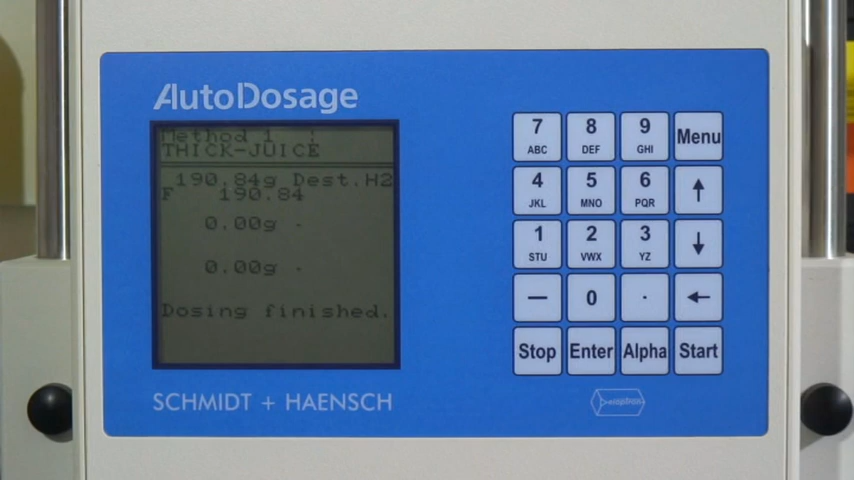 AutoDosage
Method 1 :
THICK-JUICE
190.84g Dest.H2
F 190.84
0.00g -
0.00g -
Dosing finished.
SCHMIDT + HAENSCH
7 8 9 Menu
ABC DEF GHI
4 5 6 ↑
JKL MNO PQR
1 2 3 ↓
STU VWX YZ
— 0 . ←
Stop Enter Alpha Start